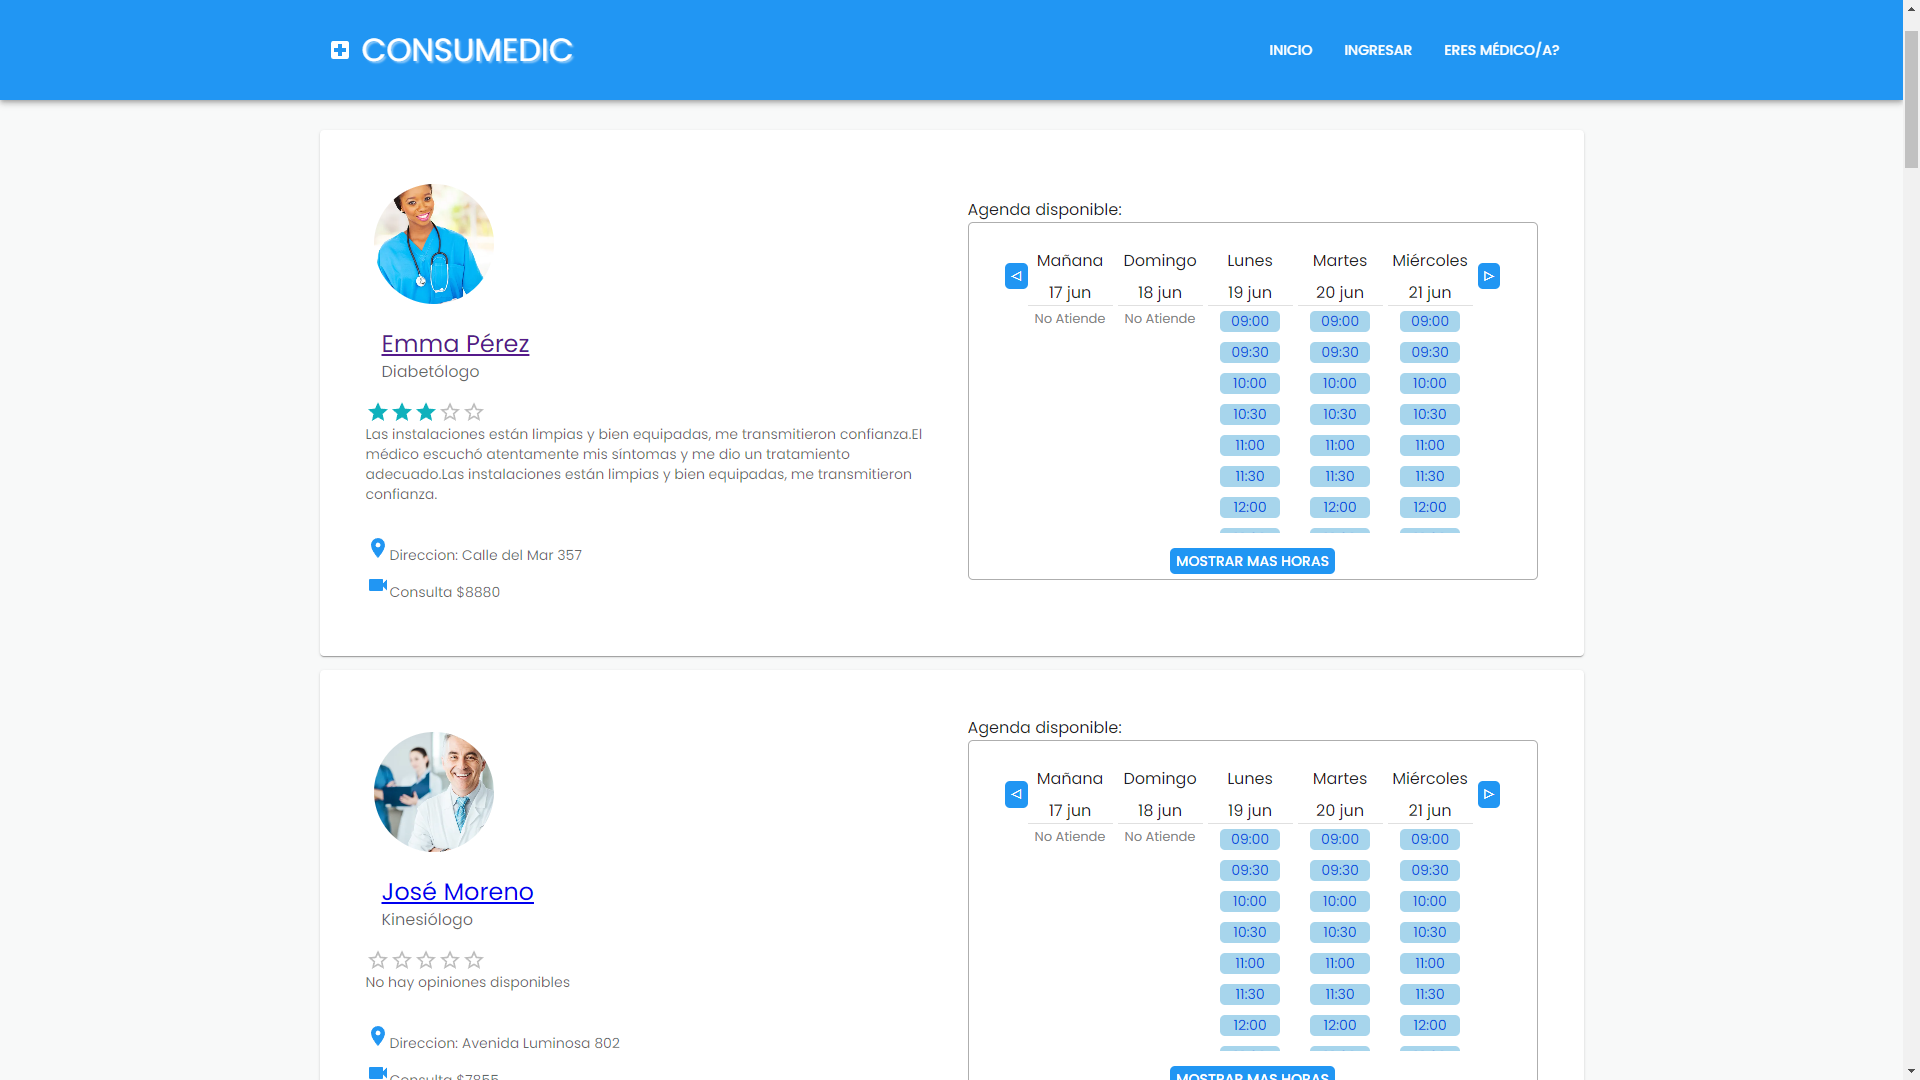 CONSUMEDIC
INICIO INGRESAR ERES MÉDICO/A?
Emma Pérez
Diabetólogo
Las instalaciones están limpias y bien equipadas, me transmitieron confianza.El
médico escuchó atentamente mis síntomas y me dio un tratamiento
adecuado.Las instalaciones están limpias y bien equipadas, me transmitieron
confianza.
Direccion: Calle del Mar 357
Consulta $8880
Agenda disponible:
Mañana Domingo Lunes Martes Miércoles
17 jun 18 jun 19 jun 20 jun 21 jun
No Atiende No Atiende 09:00 09:00 09:00
09:30 09:30 09:30
10:00 10:00 10:00
10:30 10:30 10:30
11:00 11:00 11:00
11:30 11:30 11:30
12:00 12:00 12:00
MOSTRAR MAS HORAS
José Moreno
Kinesiólogo
No hay opiniones disponibles
Direccion: Avenida Luminosa 802
Consulta $7855
Agenda disponible:
Mañana Domingo Lunes Martes Miércoles
17 jun 18 jun 19 jun 20 jun 21 jun
No Atiende No Atiende 09:00 09:00 09:00
09:30 09:30 09:30
10:00 10:00 10:00
10:30 10:30 10:30
11:00 11:00 11:00
11:30 11:30 11:30
12:00 12:00 12:00
MOSTRAR MAS HORAS